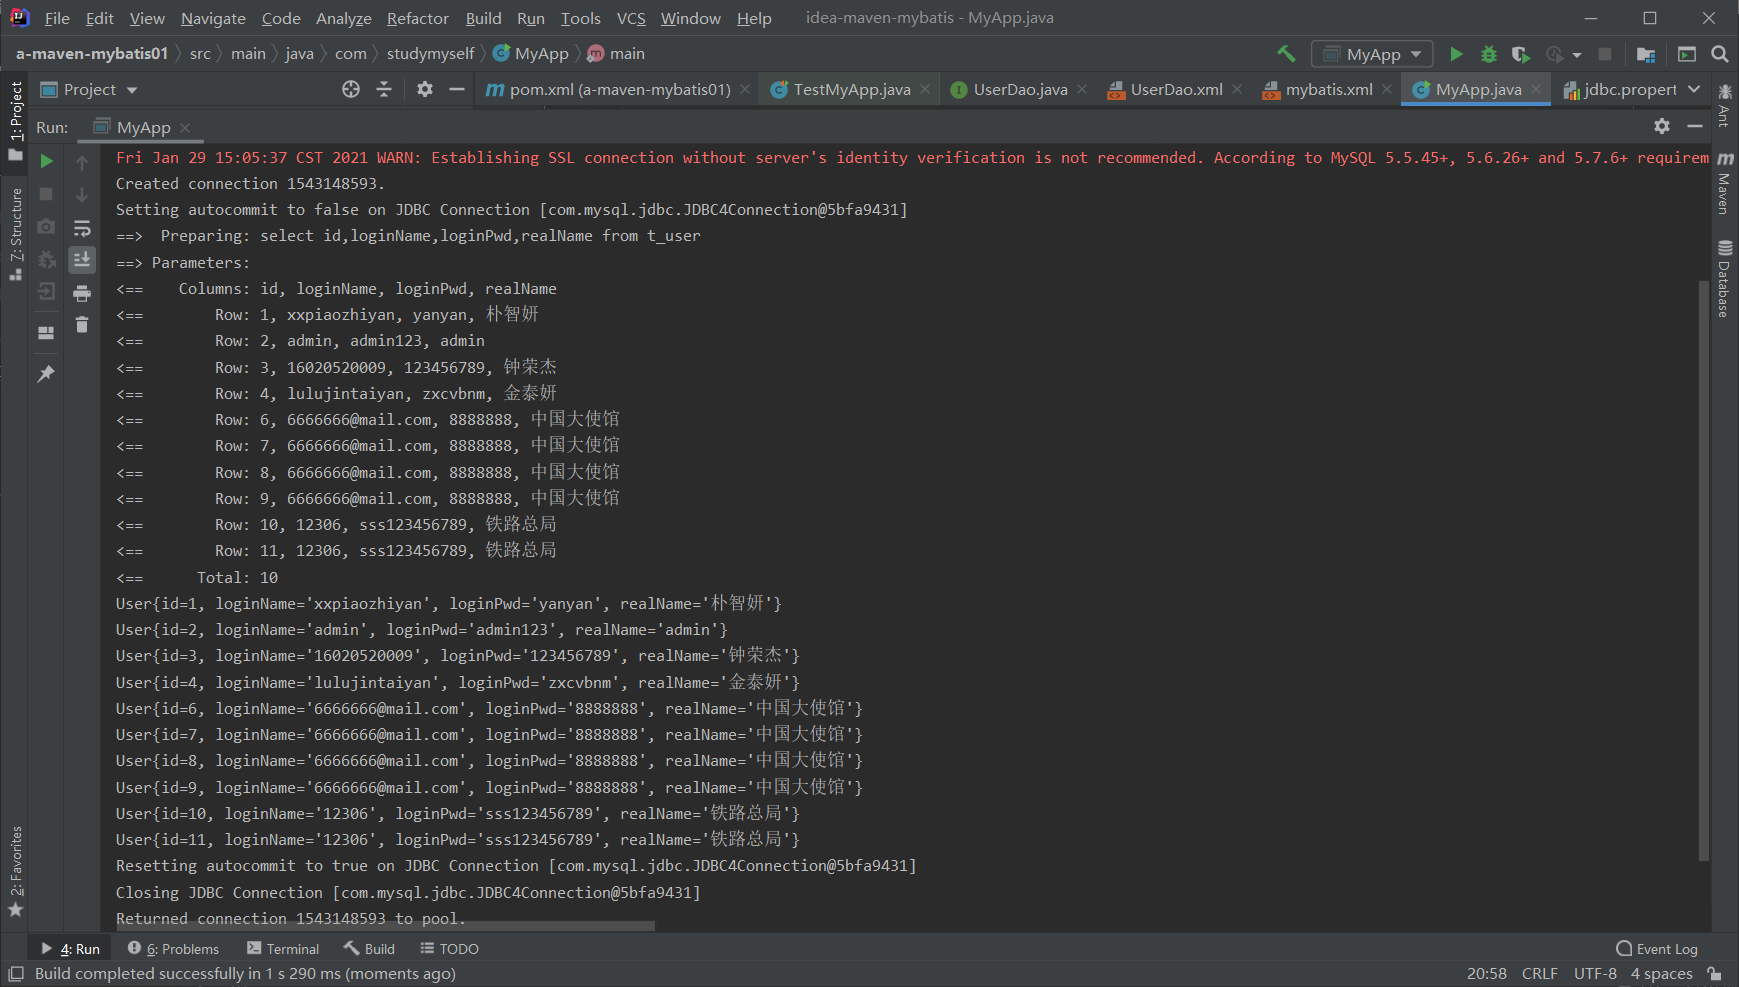 File Edit View Navigate Code Analyze Refactor Build Run Tools VCS Window Help idea-maven-mybatis - MyApp.java
a-maven-mybatis01 src main java com studymyself MyApp main MyApp
Project pom.xml (a-maven-mybatis01) TestMyApp.java UserDao.java UserDao.xml mybatis.xml MyApp.java jdbc.propert
Run: MyApp
1: Project
7: Structure
2: Favorites
Ant
Maven
Database
Fri Jan 29 15:05:37 CST 2021 WARN: Establishing SSL connection without server's identity verification is not recommended. According to MySQL 5.5.45+, 5.6.26+ and 5.7.6+ requirem
Created connection 1543148593.
Setting autocommit to false on JDBC Connection [com.mysql.jdbc.JDBC4Connection@5bfa9431]
==>  Preparing: select id,loginName,loginPwd,realName from t_user
==> Parameters:
<==    Columns: id, loginName, loginPwd, realName
<==        Row: 1, xxpiaozhiyan, yanyan, 朴智妍
<==        Row: 2, admin, admin123, admin
<==        Row: 3, 16020520009, 123456789, 钟荣杰
<==        Row: 4, lulujintaiyan, zxcvbnm, 金泰妍
<==        Row: 6, 6666666@mail.com, 8888888, 中国大使馆
<==        Row: 7, 6666666@mail.com, 8888888, 中国大使馆
<==        Row: 8, 6666666@mail.com, 8888888, 中国大使馆
<==        Row: 9, 6666666@mail.com, 8888888, 中国大使馆
<==        Row: 10, 12306, sss123456789, 铁路总局
<==        Row: 11, 12306, sss123456789, 铁路总局
<==      Total: 10
User{id=1, loginName='xxpiaozhiyan', loginPwd='yanyan', realName='朴智妍'}
User{id=2, loginName='admin', loginPwd='admin123', realName='admin'}
User{id=3, loginName='16020520009', loginPwd='123456789', realName='钟荣杰'}
User{id=4, loginName='lulujintaiyan', loginPwd='zxcvbnm', realName='金泰妍'}
User{id=6, loginName='6666666@mail.com', loginPwd='8888888', realName='中国大使馆'}
User{id=7, loginName='6666666@mail.com', loginPwd='8888888', realName='中国大使馆'}
User{id=8, loginName='6666666@mail.com', loginPwd='8888888', realName='中国大使馆'}
User{id=9, loginName='6666666@mail.com', loginPwd='8888888', realName='中国大使馆'}
User{id=10, loginName='12306', loginPwd='sss123456789', realName='铁路总局'}
User{id=11, loginName='12306', loginPwd='sss123456789', realName='铁路总局'}
Resetting autocommit to true on JDBC Connection [com.mysql.jdbc.JDBC4Connection@5bfa9431]
Closing JDBC Connection [com.mysql.jdbc.JDBC4Connection@5bfa9431]
Returned connection 1543148593 to pool.
4: Run 6: Problems Terminal Build TODO Event Log
Build completed successfully in 1 s 290 ms (moments ago) 20:58 CRLF UTF-8 4 spaces